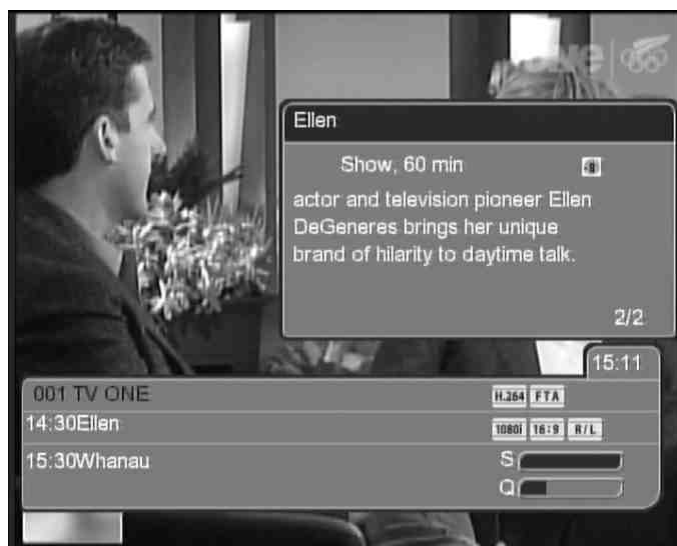 one
Ellen
Show, 60 min
actor and television pioneer Ellen
DeGeneres brings her unique
brand of hilarity to daytime talk.
2/2
15:11
001 TV ONE
H.264 FTA
14:30Ellen
1080i 16:9 R/L
15:30Whanau
S
Q